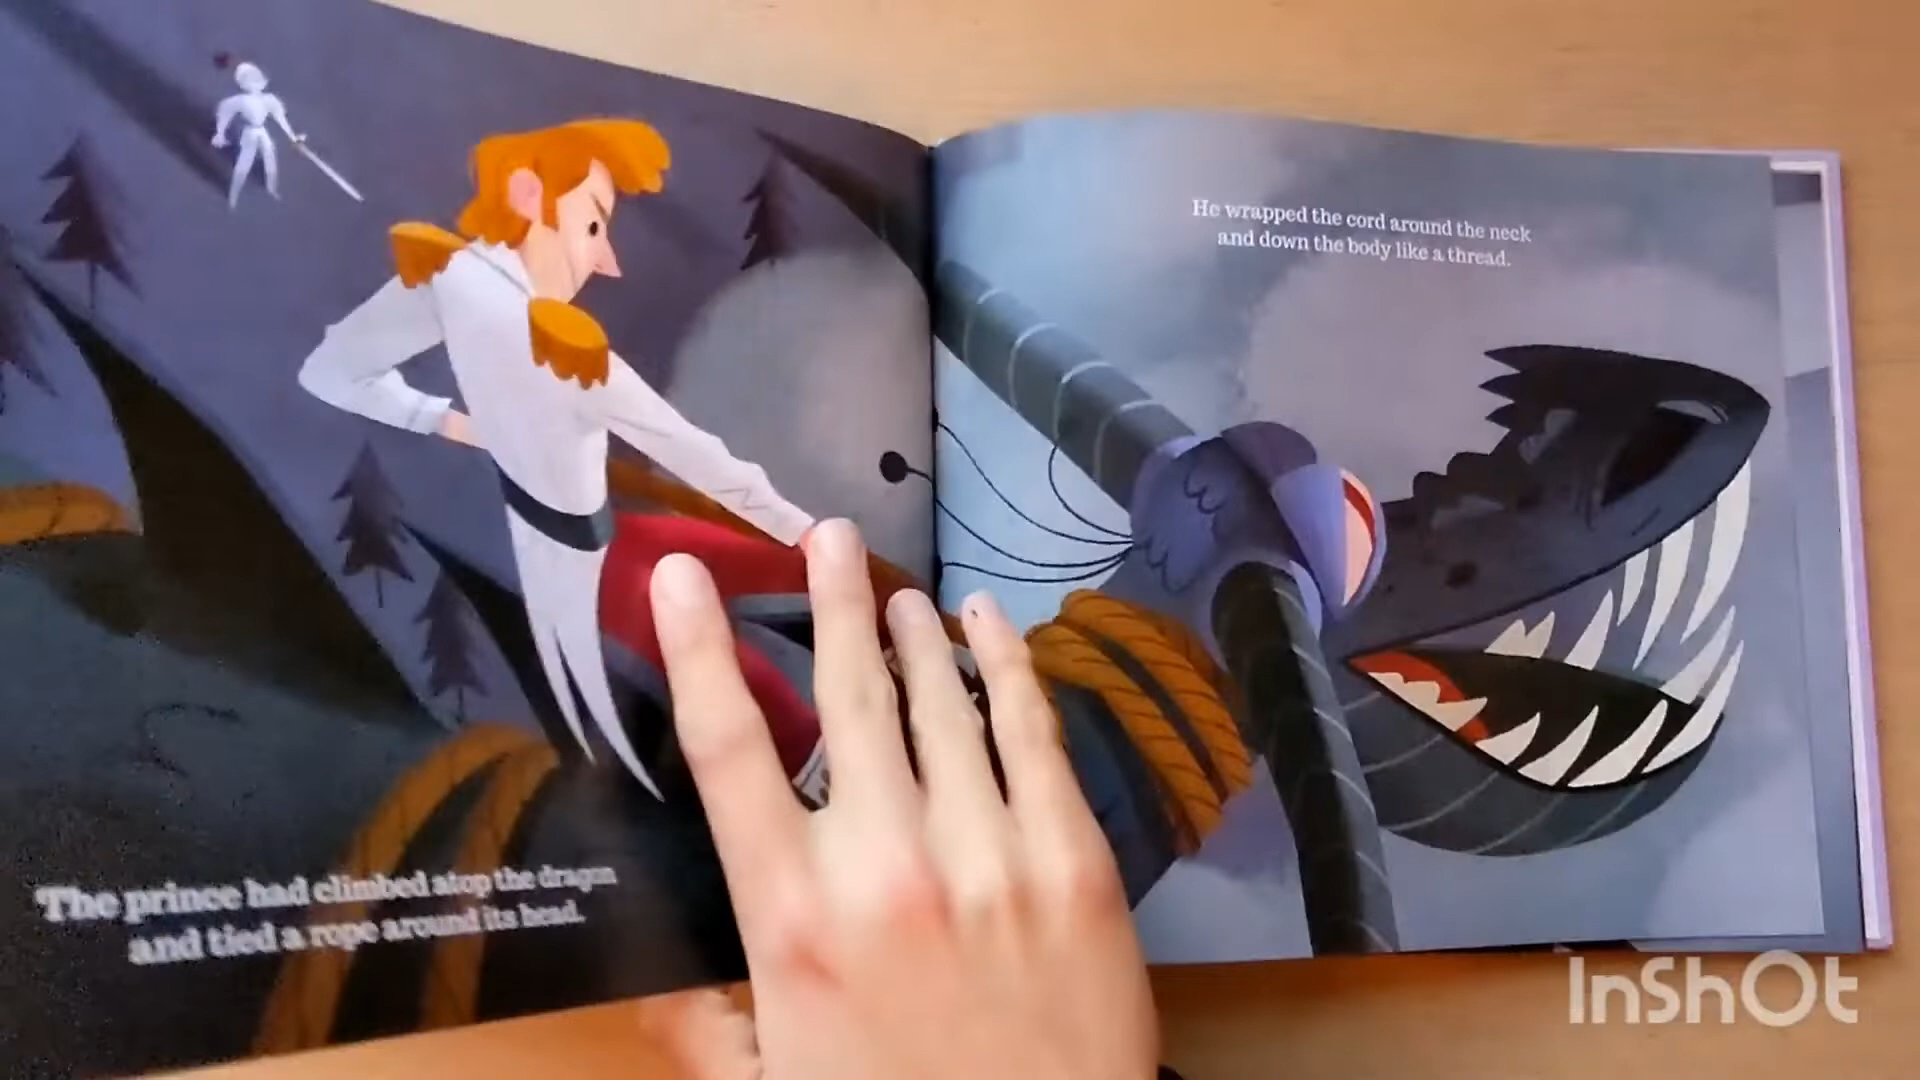 The prince had climbed atop the dragon
and tied a rope around its head.
He wrapped the cord around the neck
and down the body like a thread.
InShOt